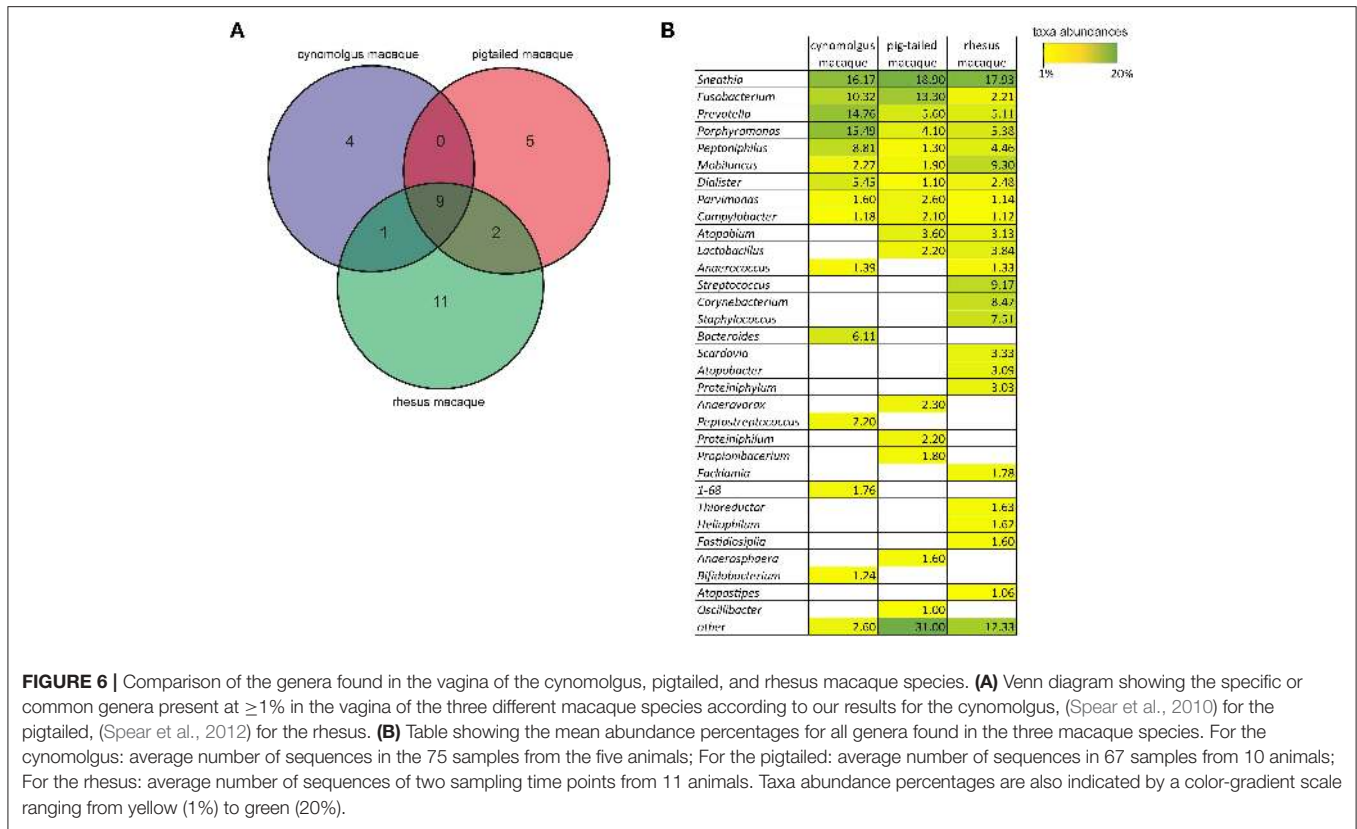 A
cynomolgus macaque
pigtailed macaque
4
0
5
9
1
2
11
rhesus macaque
B
cynomolgus macaque pig-tailed macaque rhesus macaque
Sneathia 16.17 18.90 17.93
Fusobacterium 10.32 13.30 2.21
Prevotella 14.76 5.60 5.11
Porphyromonas 15.49 4.10 5.38
Peptoniphilus 8.81 1.30 4.46
Mobiluncus 2.27 1.90 9.30
Dialister 5.45 1.10 2.48
Parvimonas 1.60 2.60 1.14
Campylobacter 1.18 2.10 1.12
Atopobium 3.60 3.13
Lactobacillus 2.20 3.84
Anaerococcus 1.39 1.33
Streptococcus 9.17
Corynebacterium 8.47
Staphylococcus 7.51
Bacteroides 6.11
Scardovia 3.33
Atopobacter 3.09
Proteiniphylum 3.03
Anaerovorax 2.30
Peptostreptococcus 2.20
Proteiniphilum 2.20
Propionibacerium 1.80
Facklamia 1.78
1-68 1.76
Thioreductor 1.63
Heliophilum 1.62
Fastidiosiplia 1.60
Anaerosphaera 1.60
Bifidobacterium 1.24
Atopostipes 1.06
Oscillibacter 1.00
other 2.60 31.00 12.33
taxa abundances
1% 20%
FIGURE 6 | Comparison of the genera found in the vagina of the cynomolgus, pigtailed, and rhesus macaque species. (A) Venn diagram showing the specific or
common genera present at ≥1% in the vagina of the three different macaque species according to our results for the cynomolgus, (Spear et al., 2010) for the
pigtailed, (Spear et al., 2012) for the rhesus. (B) Table showing the mean abundance percentages for all genera found in the three macaque species. For the
cynomolgus: average number of sequences in the 75 samples from the five animals; For the pigtailed: average number of sequences in 67 samples from 10 animals;
For the rhesus: average number of sequences of two sampling time points from 11 animals. Taxa abundance percentages are also indicated by a color-gradient scale
ranging from yellow (1%) to green (20%).